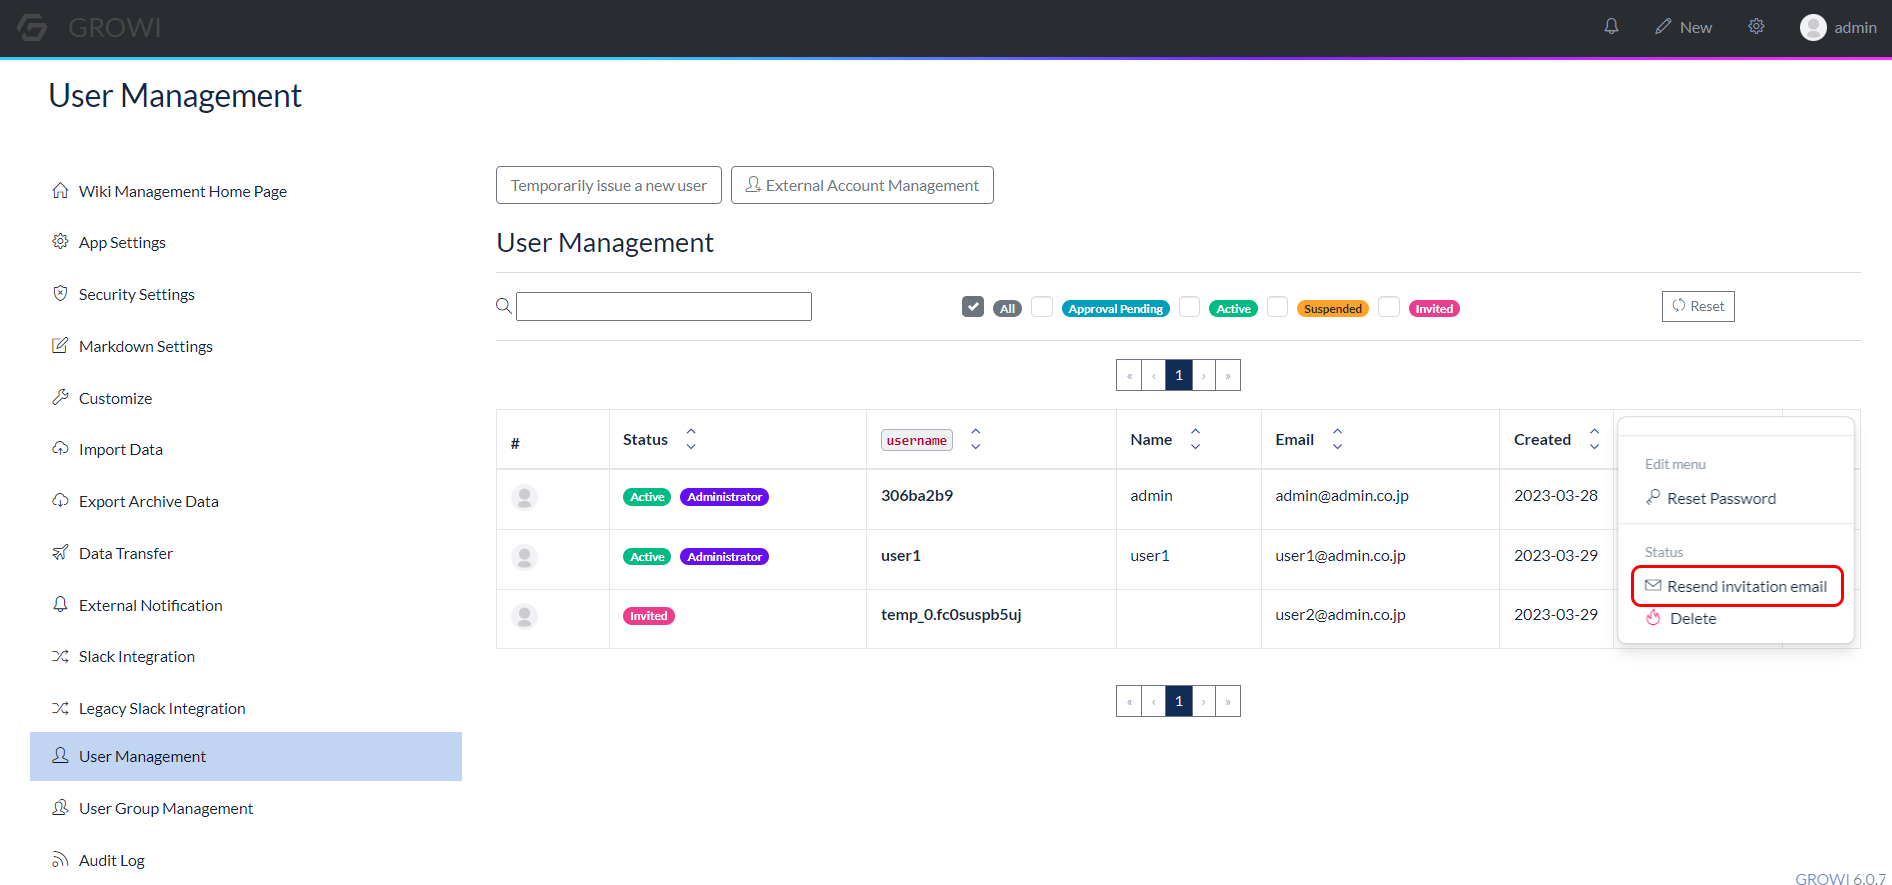 GROWI
New
admin
User Management
Wiki Management Home Page
App Settings
Security Settings
Markdown Settings
Customize
Import Data
Export Archive Data
Data Transfer
External Notification
Slack Integration
Legacy Slack Integration
User Management
User Group Management
Audit Log
Temporarily issue a new user
External Account Management
User Management
All Approval Pending Active Suspended Invited
Reset
« ‹ 1 › »
# Status username Name Email Created
Active Administrator 306ba2b9 admin admin@admin.co.jp 2023-03-28
Active Administrator user1 user1 user1@admin.co.jp 2023-03-29
Invited temp_0.fc0suspb5uj user2@admin.co.jp 2023-03-29
Edit menu
Reset Password
Status
Resend invitation email
Delete
« ‹ 1 › »
GROWI 6.0.7